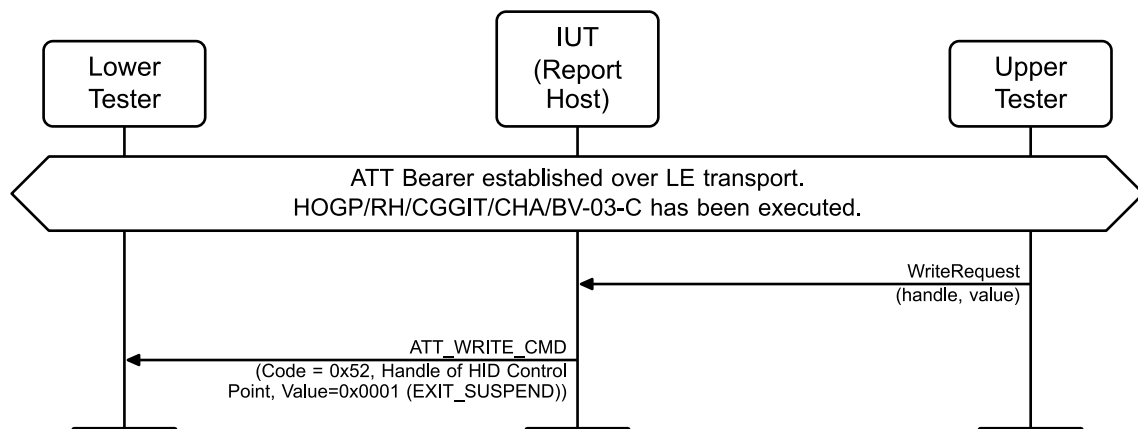 Lower
Tester
IUT
(Report
Host)
Upper
Tester
ATT Bearer established over LE transport.
HOGP/RH/CGGIT/CHA/BV-03-C has been executed.
WriteRequest
(handle, value)
ATT_WRITE_CMD
(Code = 0x52, Handle of HID Control
Point, Value=0x0001 (EXIT_SUSPEND))